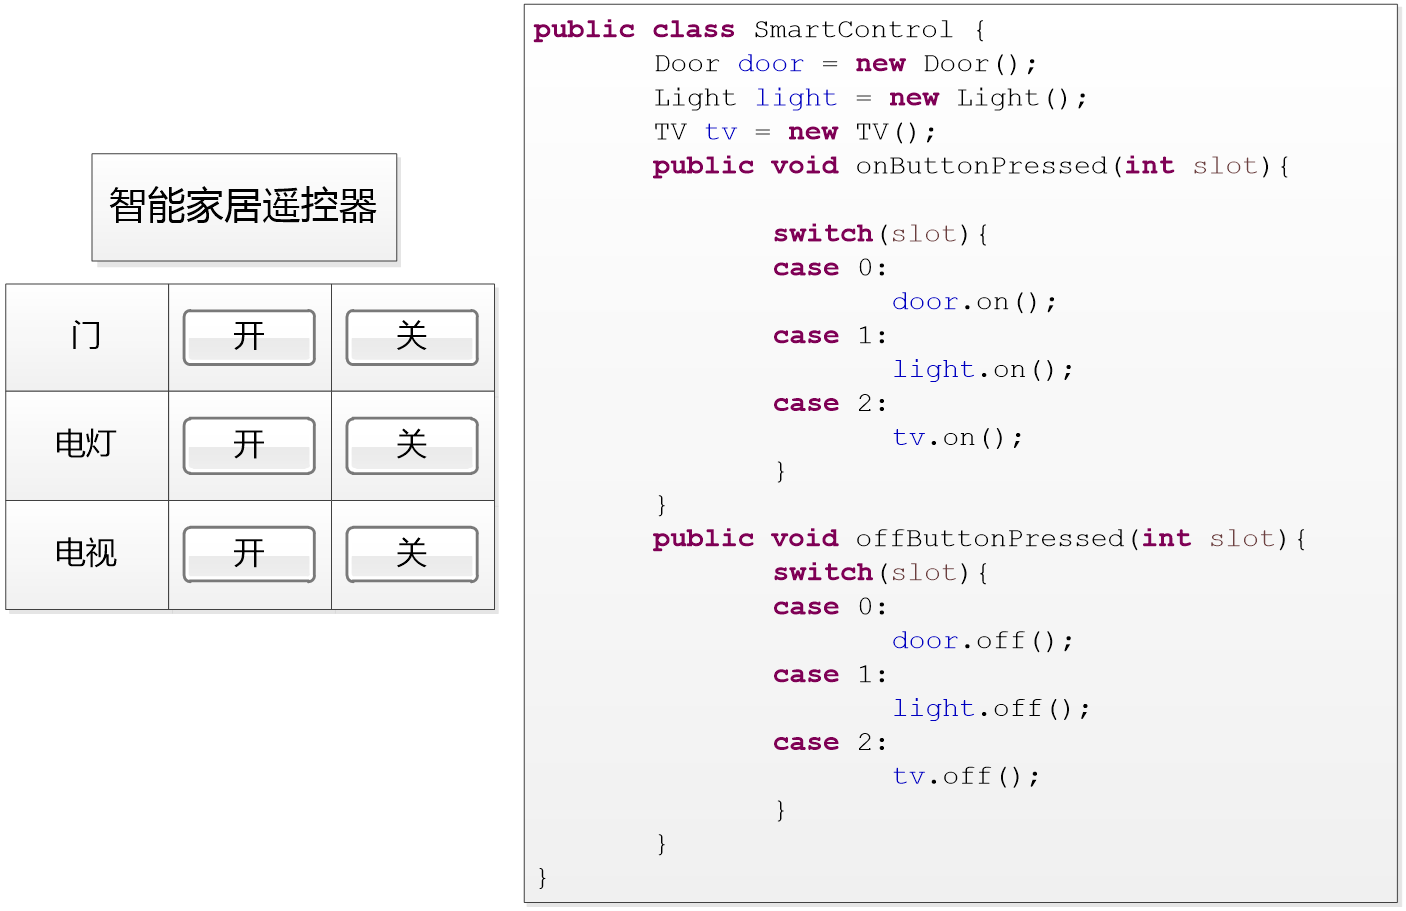 智能家居遥控器
门 开 关
电灯 开 关
电视 开 关
public class SmartControl {
Door door = new Door();
Light light = new Light();
TV tv = new TV();
public void onButtonPressed(int slot){
switch(slot){
case 0:
door.on();
case 1:
light.on();
case 2:
tv.on();
}
}
public void offButtonPressed(int slot){
switch(slot){
case 0:
door.off();
case 1:
light.off();
case 2:
tv.off();
}
}
}